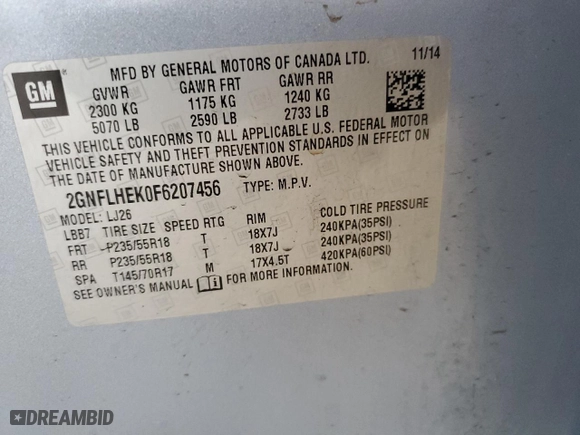 GM
MFD BY GENERAL MOTORS OF CANADA LTD. 11/14
GVWR GAWR FRT GAWR RR
2300 KG 1175 KG 1240 KG
5070 LB 2590 LB 2733 LB
THIS VEHICLE CONFORMS TO ALL APPLICABLE U.S. FEDERAL MOTOR
VEHICLE SAFETY AND THEFT PREVENTION STANDARDS IN EFFECT ON
THE DATE OF MANUFACTURE SHOWN ABOVE.
2GNFLHEK0F6207456 TYPE: M.P.V.
MODEL: LJ26
LBB7 TIRE SIZE SPEED RTG RIM COLD TIRE PRESSURE
FRT P235/55R18 T 18X7J 240KPA(35PSI)
RR P235/55R18 T 18X7J 240KPA(35PSI)
SPA T145/70R17 M 17X4.5T 420KPA(60PSI)
SEE OWNER'S MANUAL FOR MORE INFORMATION
DREAMBID